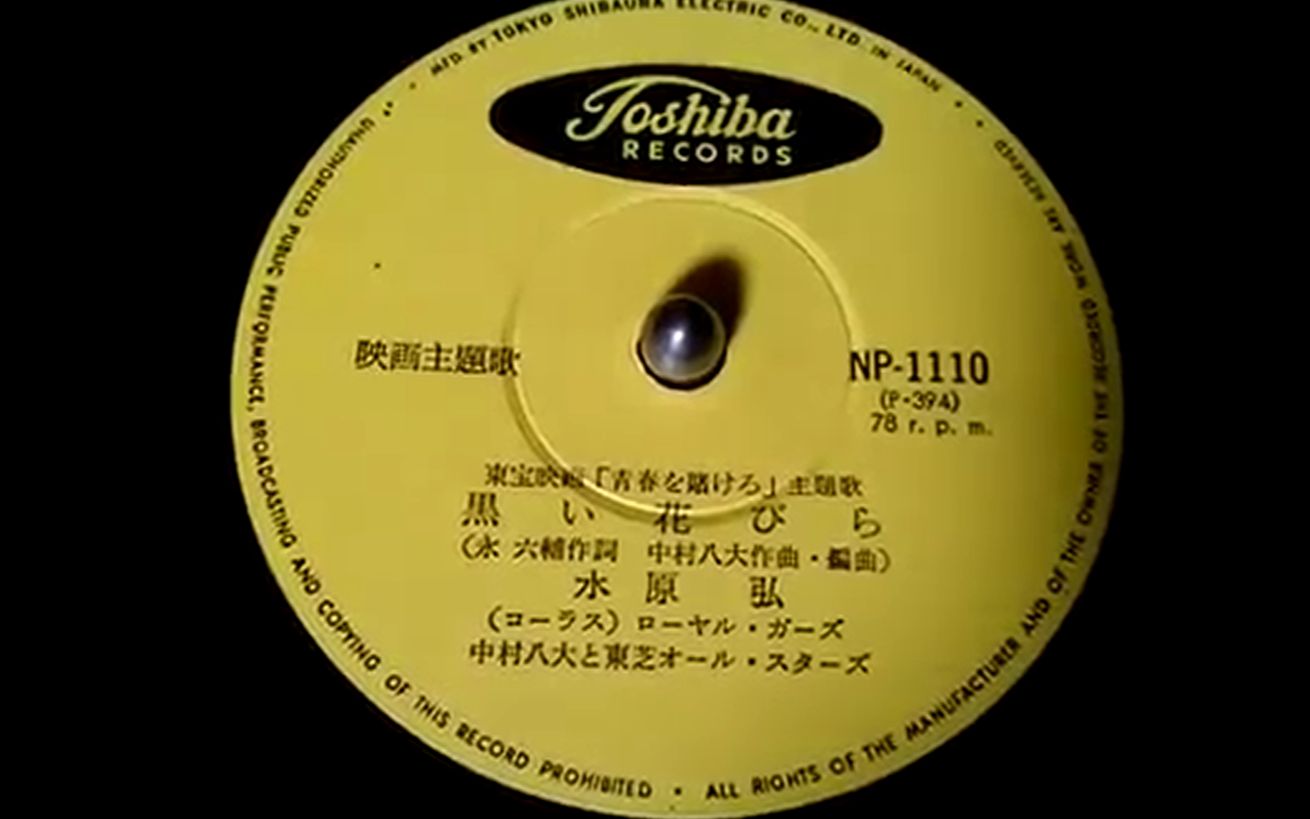 MFD. BY TOKYO SHIBAURA ELECTRIC CO., LTD. IN JAPAN
Toshiba
RECORDS
映画主題歌
NP-1110
(P-394)
78 r. p. m.
東宝映画「青春を賭けろ」主題歌
黒い花びら
(永 六輔作詞 中村八大作曲・編曲)
水原 弘
(コーラス) ローヤル・ガーズ
中村八大と東芝オール・スターズ
UNAUTHORIZED PUBLIC PERFORMANCE, BROADCASTING AND COPYING OF THIS RECORD PROHIBITED • ALL RIGHTS OF THE MANUFACTURER AND OF THE OWNER OF THE RECORDED WORK ARE RESERVED